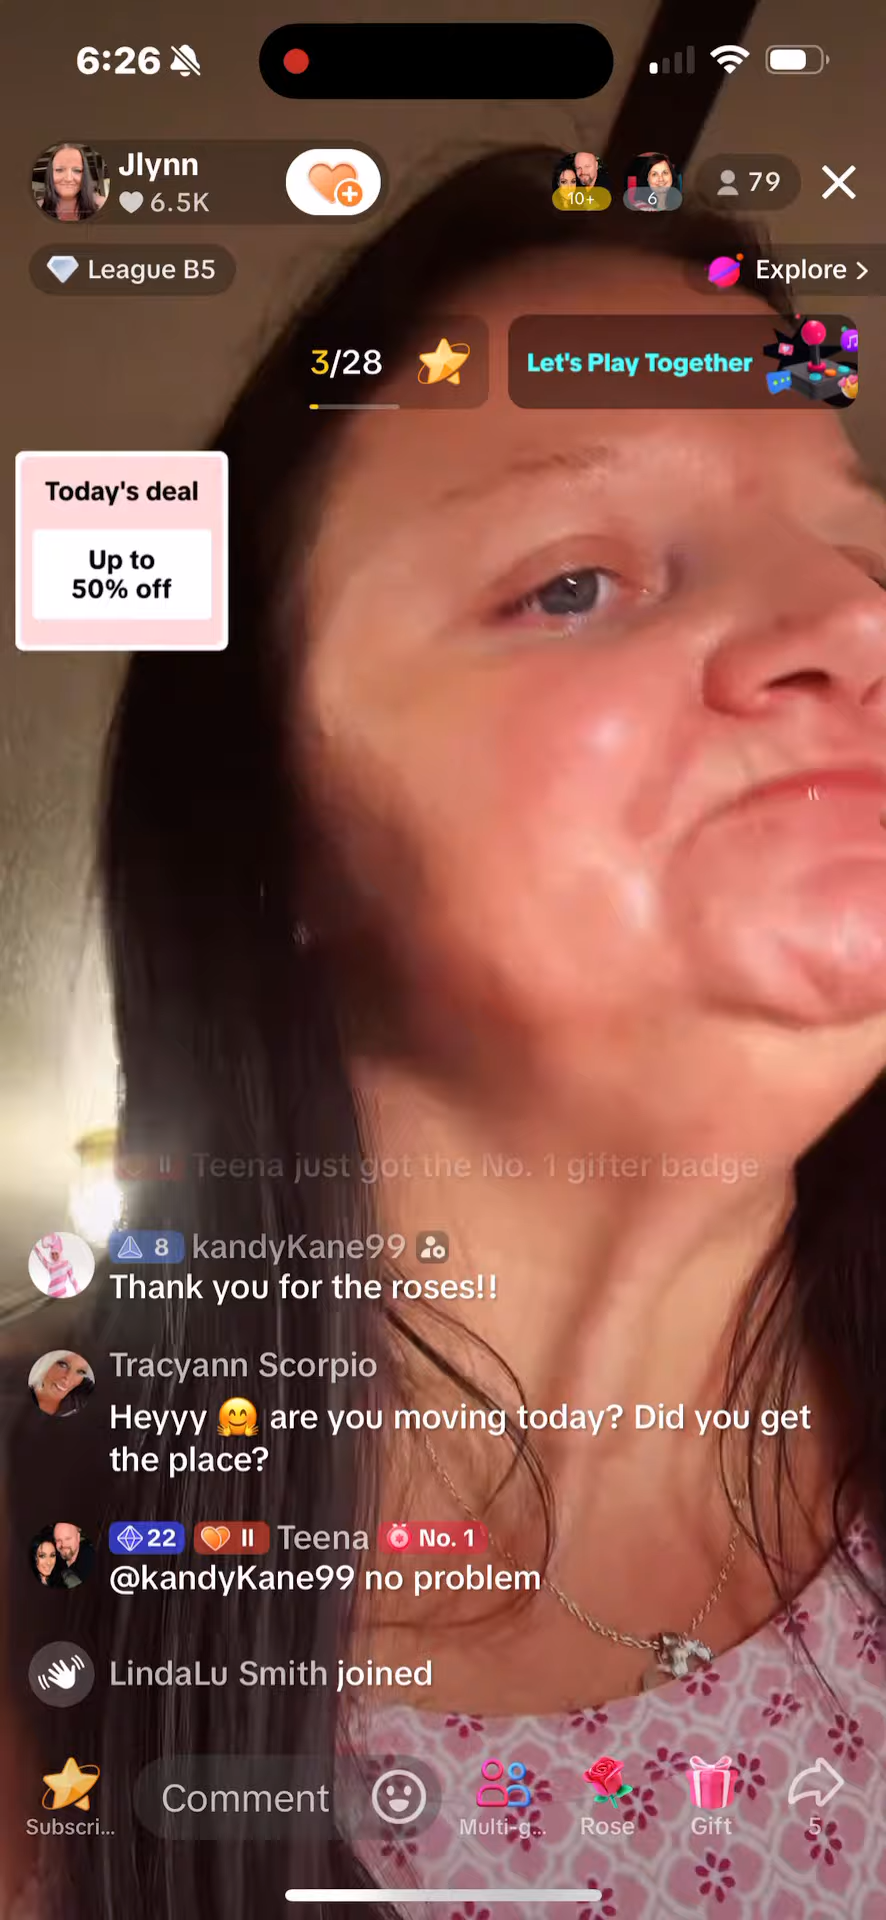 6:26
Jlynn
6.5K
10+
6
79
League B5
Explore >
3/28
Let's Play Together
Today's deal
Up to
50% off
II Teena just got the No. 1 gifter badge
8 kandyKane99
Thank you for the roses!!
Tracyann Scorpio
Heyyy 🤗 are you moving today? Did you get
the place?
22 II Teena No. 1
@kandyKane99 no problem
LindaLu Smith joined
Subscri...
Comment
Multi-g...
Rose
Gift
5